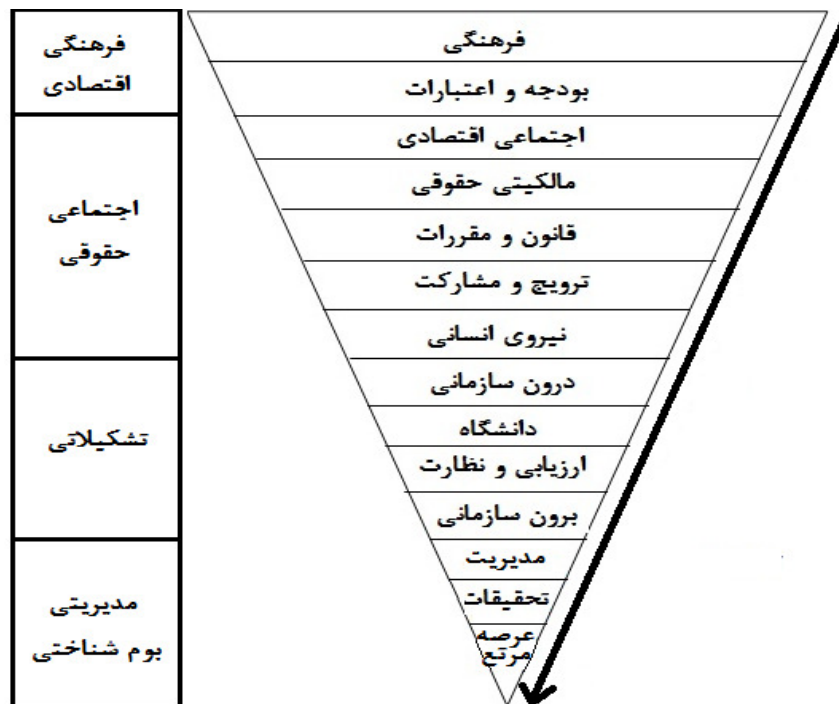 فرهنگی
اقتصادی
اجتماعی
حقوقی
تشکیلاتی
مدیریتی
بوم شناختی
فرهنگی
بودجه و اعتبارات
اجتماعی اقتصادی
مالکیتی حقوقی
قانون و مقررات
ترویج و مشارکت
نیروی انسانی
درون سازمانی
دانشگاه
ارزیابی و نظارت
برون سازمانی
مدیریت
تحقیقات
عرصه
مرتع